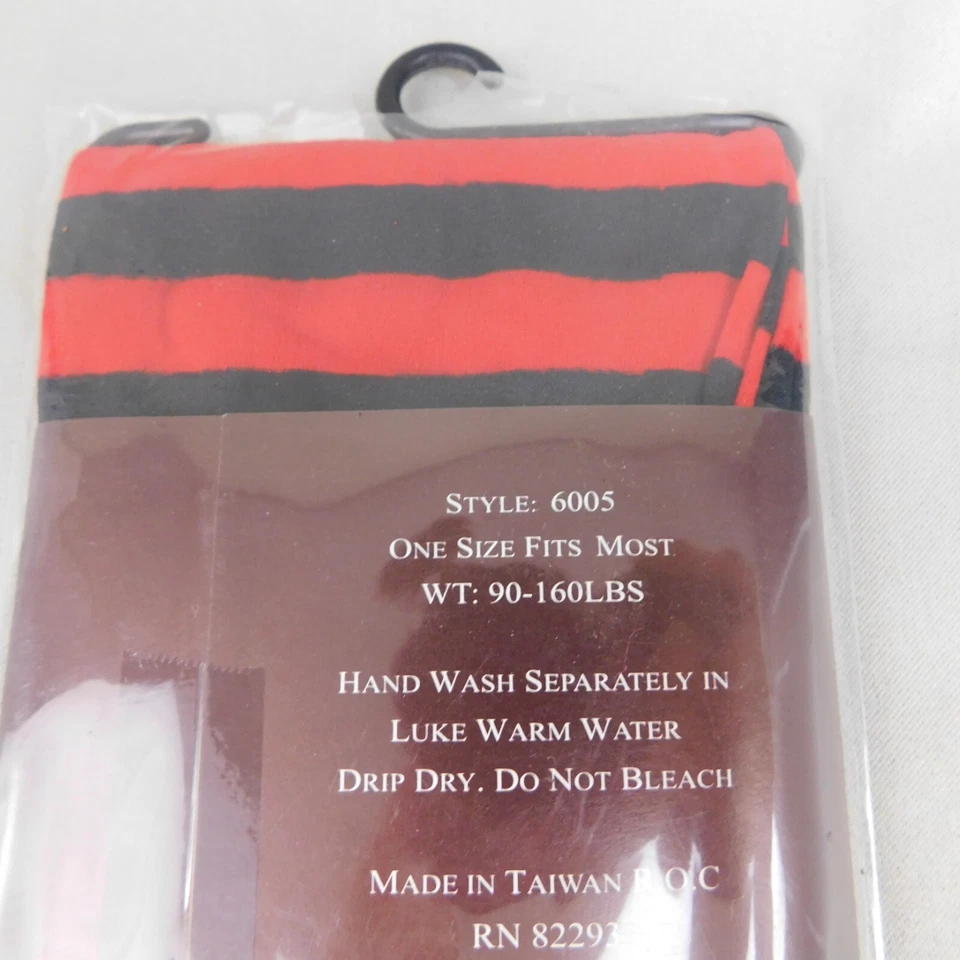 STYLE: 6005
ONE SIZE FITS MOST
WT: 90-160LBS
HAND WASH SEPARATELY IN
LUKE WARM WATER
DRIP DRY. DO NOT BLEACH
MADE IN TAIWAN R.O.C
RN